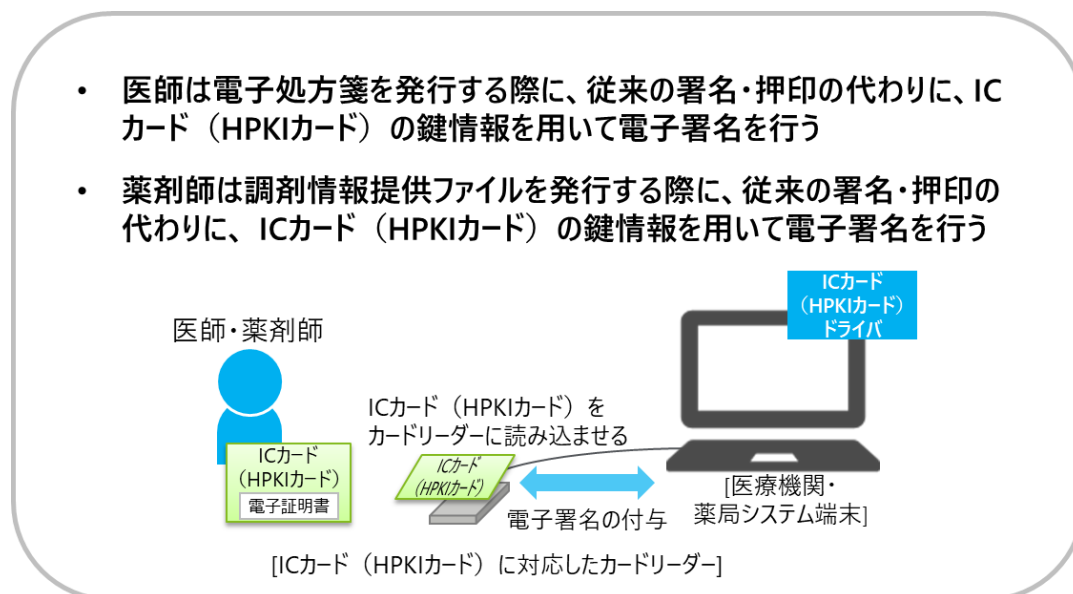 • 医師は電子処方箋を発行する際に、従来の署名・押印の代わりに、IC
カード（HPKIカード）の鍵情報を用いて電子署名を行う
• 薬剤師は調剤情報提供ファイルを発行する際に、従来の署名・押印の
代わりに、ICカード（HPKIカード）の鍵情報を用いて電子署名を行う
ICカード
（HPKIカード）
ドライバ
医師・薬剤師
ICカード（HPKIカード）を
カードリーダーに読み込ませる
ICカード
(HPKIカード)
電子証明書
ICカード
(HPKIカード)
電子署名の付与
[医療機関・
薬局システム端末]
[ICカード（HPKIカード）に対応したカードリーダー]